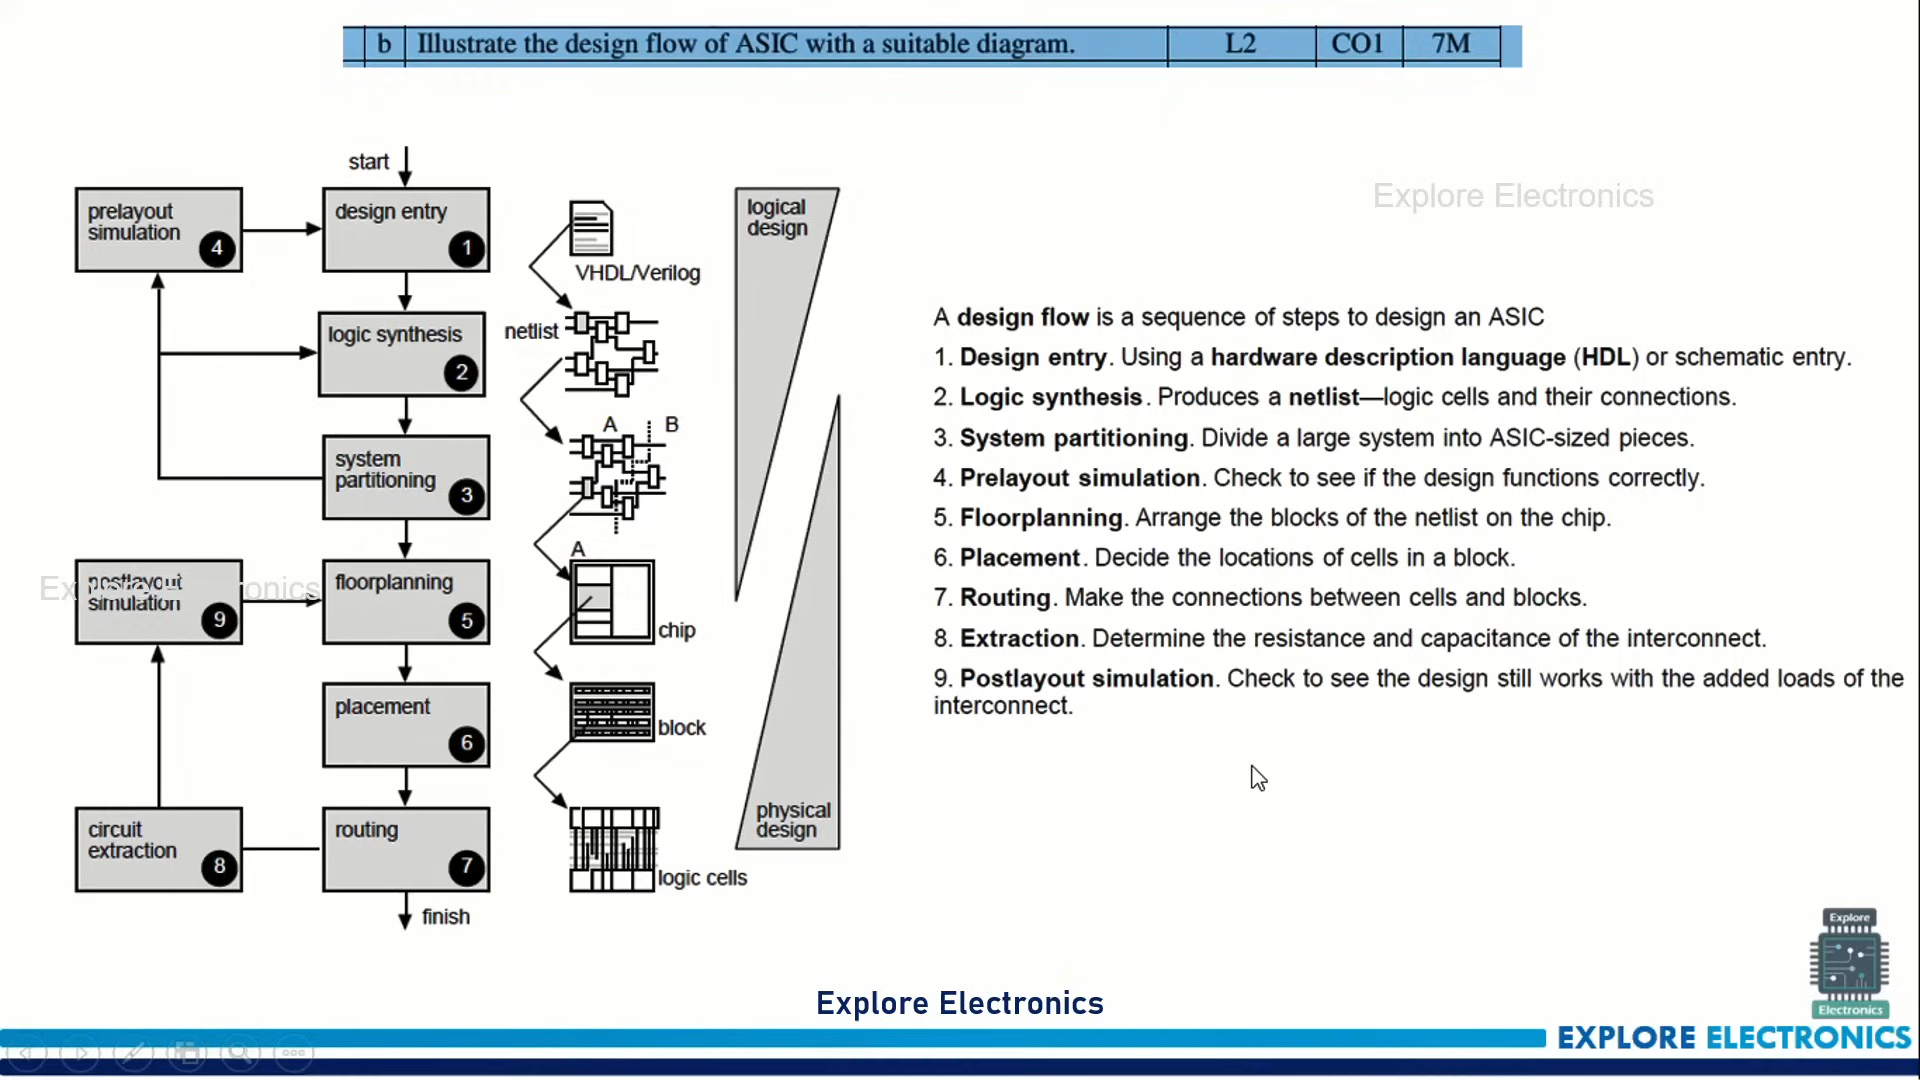 b Illustrate the design flow of ASIC with a suitable diagram. L2 CO1 7M
Explore Electronics
start
prelayout
simulation
4
design entry
1
VHDL/Verilog
logical
design
logic synthesis
2
netlist
system
partitioning
3
A B
postlayout
simulation
9
floorplanning
5
A
chip
placement
6
block
circuit
extraction
8
routing
7
logic cells
physical
design
finish
A design flow is a sequence of steps to design an ASIC
1. Design entry. Using a hardware description language (HDL) or schematic entry.
2. Logic synthesis. Produces a netlist—logic cells and their connections.
3. System partitioning. Divide a large system into ASIC-sized pieces.
4. Prelayout simulation. Check to see if the design functions correctly.
5. Floorplanning. Arrange the blocks of the netlist on the chip.
6. Placement. Decide the locations of cells in a block.
7. Routing. Make the connections between cells and blocks.
8. Extraction. Determine the resistance and capacitance of the interconnect.
9. Postlayout simulation. Check to see the design still works with the added loads of the
interconnect.
Explore
Electronics
Explore Electronics
EXPLORE ELECTRONICS